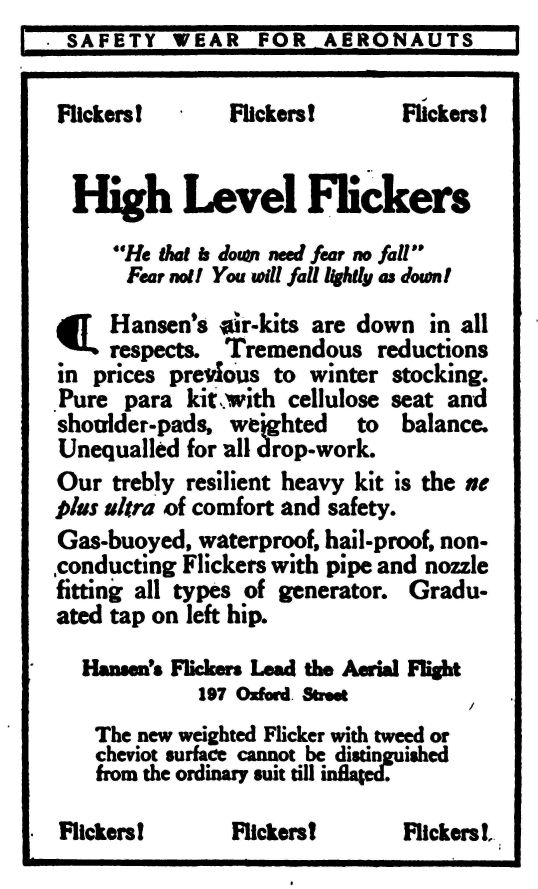 SAFETY WEAR FOR AERONAUTS
Flickers! Flickers! Flickers!
High Level Flickers
"He that is down need fear no fall"
Fear not! You will fall lightly as down!
¶ Hansen's air-kits are down in all
respects. Tremendous reductions
in prices previous to winter stocking.
Pure para kit with cellulose seat and
shoulder-pads, weighted to balance.
Unequalled for all drop-work.
Our trebly resilient heavy kit is the ne
plus ultra of comfort and safety.
Gas-buoyed, waterproof, hail-proof, non-
conducting Flickers with pipe and nozzle
fitting all types of generator. Gradu-
ated tap on left hip.
Hansen's Flickers Lead the Aerial Flight
197 Oxford Street
The new weighted Flicker with tweed or
cheviot surface cannot be distinguished
from the ordinary suit till inflated.
Flickers! Flickers! Flickers!